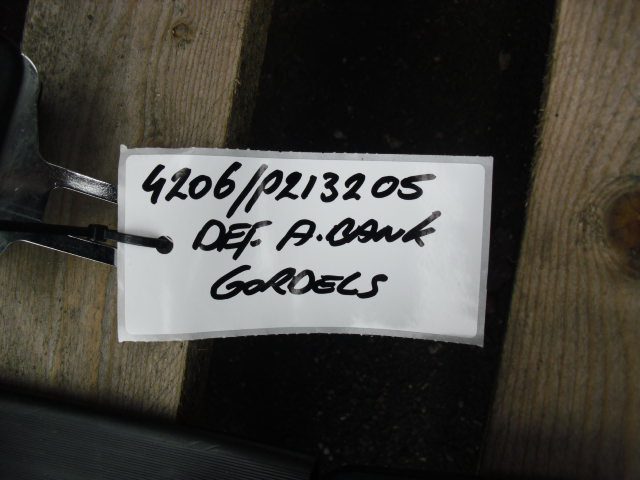 4206/P213205
DEF. A. BANK
GORDELS